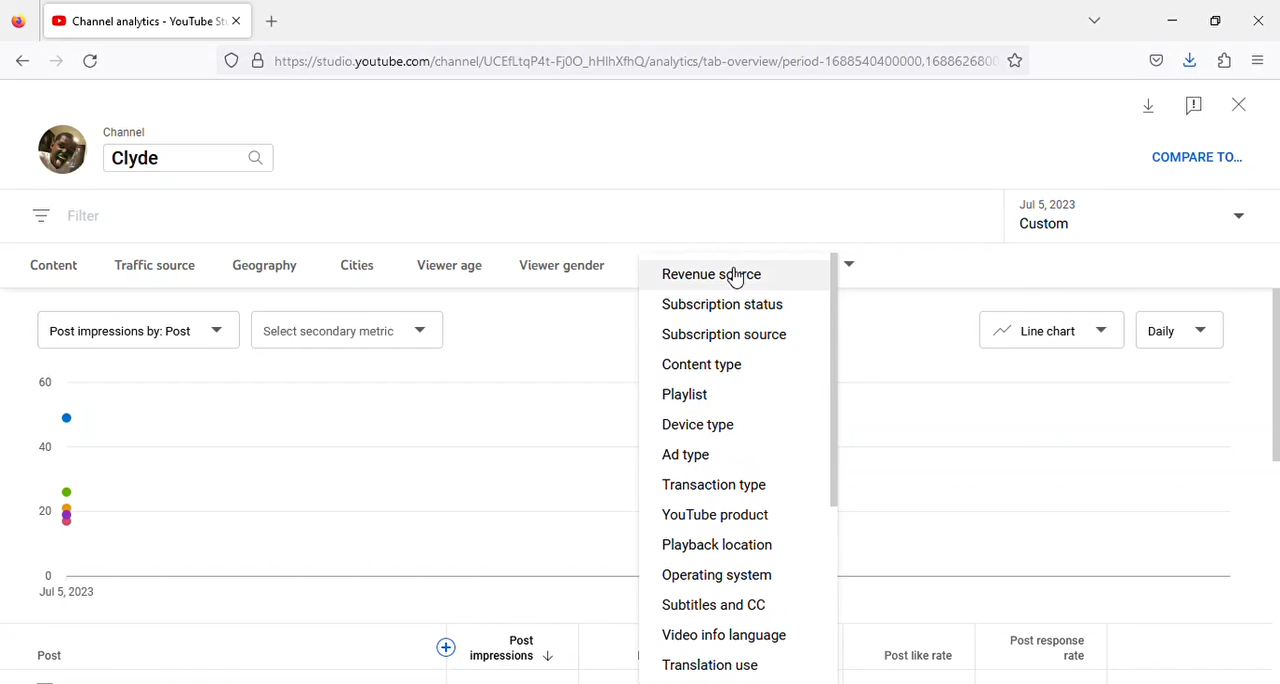 Channel analytics - YouTube St
https://studio.youtube.com/channel/UCEfLtqP4t-Fj0O_hHIhXfhQ/analytics/tab-overview/period-1688540400000,168862680
Channel
Clyde
COMPARE TO...
Filter
Jul 5, 2023
Custom
Content
Traffic source
Geography
Cities
Viewer age
Viewer gender
Revenue source
Subscription status
Subscription source
Content type
Playlist
Device type
Ad type
Transaction type
YouTube product
Playback location
Operating system
Subtitles and CC
Video info language
Translation use
Post impressions by: Post
Select secondary metric
Line chart
Daily
60
40
20
0
Jul 5, 2023
Post
Post
impressions
Post like rate
Post response
rate